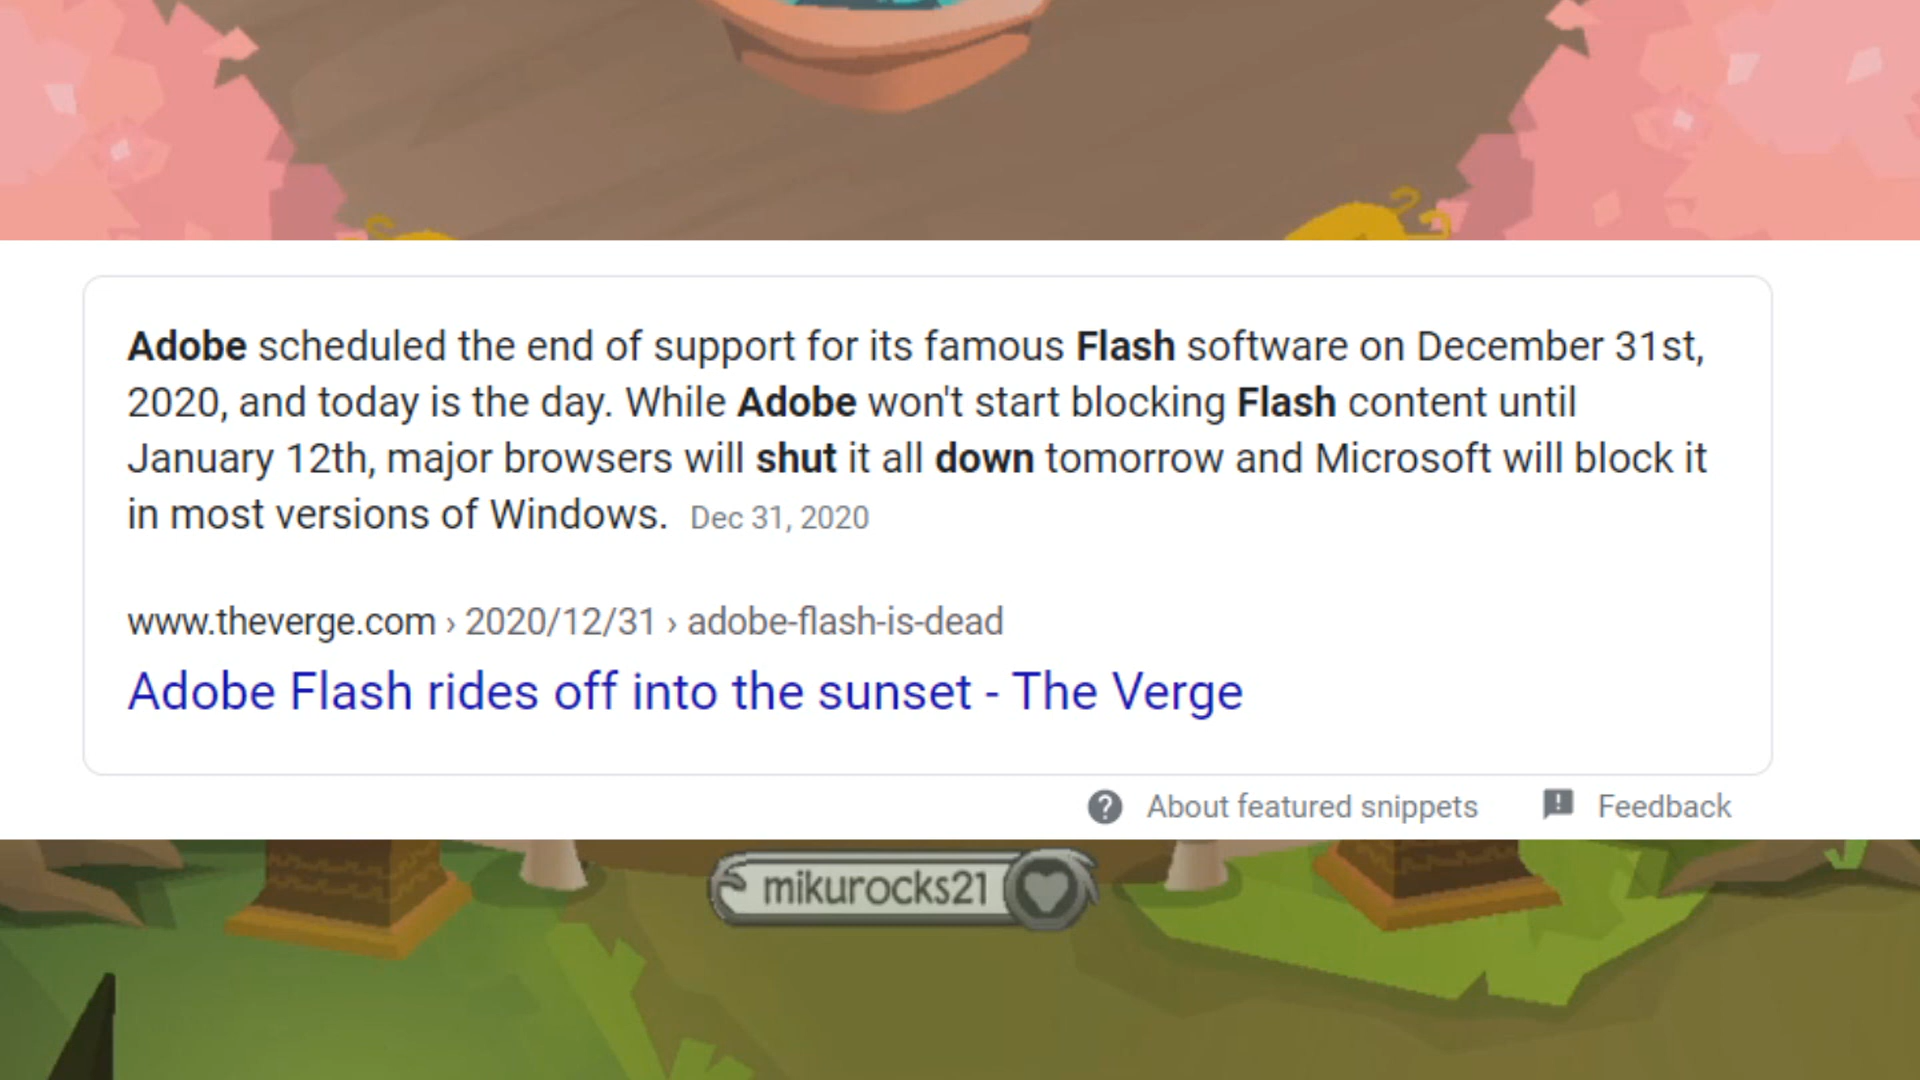 Adobe scheduled the end of support for its famous Flash software on December 31st,
2020, and today is the day. While Adobe won't start blocking Flash content until
January 12th, major browsers will shut it all down tomorrow and Microsoft will block it
in most versions of Windows. Dec 31, 2020
www.theverge.com › 2020/12/31 › adobe-flash-is-dead
Adobe Flash rides off into the sunset - The Verge
About featured snippets Feedback
mikurocks21